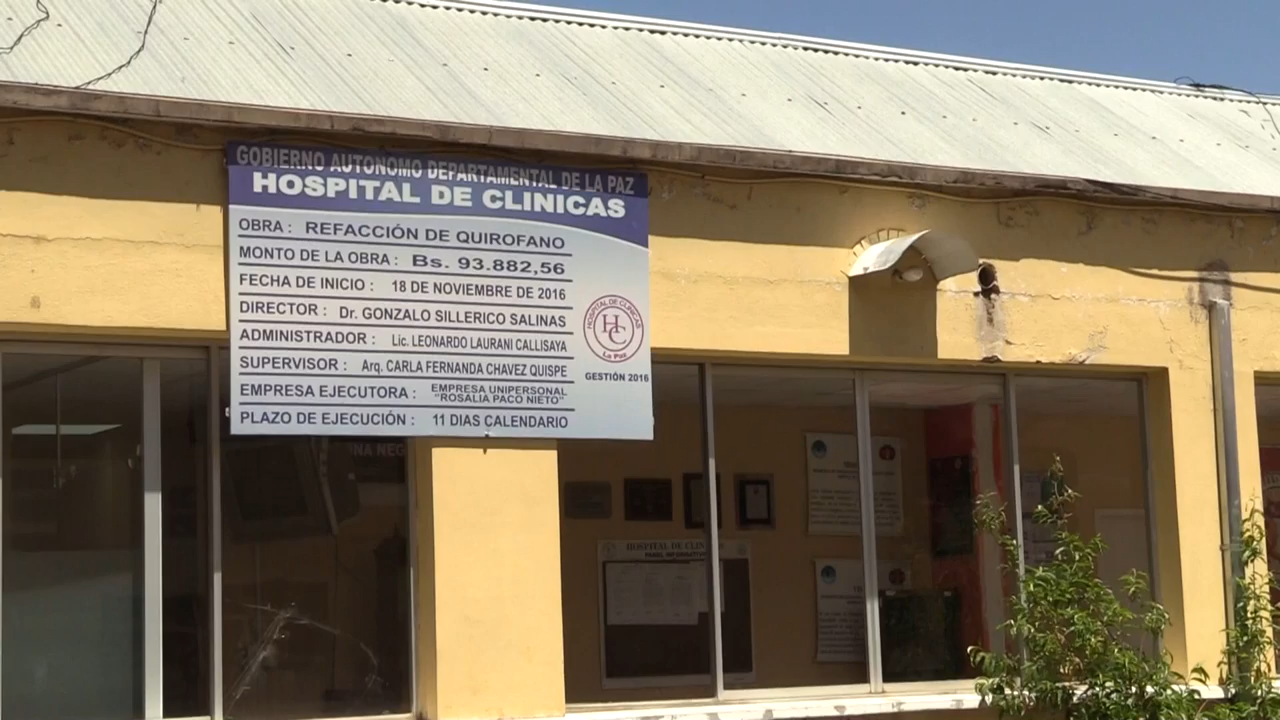 GOBIERNO AUTONOMO DEPARTAMENTAL DE LA PAZ
HOSPITAL DE CLINICAS
OBRA : REFACCIÓN DE QUIROFANO
MONTO DE LA OBRA : Bs. 93.882,56
FECHA DE INICIO : 18 DE NOVIEMBRE DE 2016
DIRECTOR : Dr. GONZALO SILLERICO SALINAS
ADMINISTRADOR : Lic. LEONARDO LAURANI CALLISAYA
SUPERVISOR : Arq. CARLA FERNANDA CHAVEZ QUISPE
EMPRESA EJECUTORA : EMPRESA UNIPERSONAL
"ROSALIA PACO NIETO"
PLAZO DE EJECUCIÓN : 11 DIAS CALENDARIO
HOSPITAL DE CLINICAS
HC
La Paz
GESTIÓN 2016
HOSPITAL DE CLINI
PANEL INFORMATIV